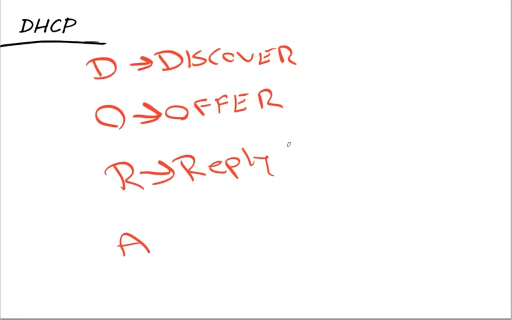 DHCP
D → DISCOVER
O → OFFER
R → Reply
A